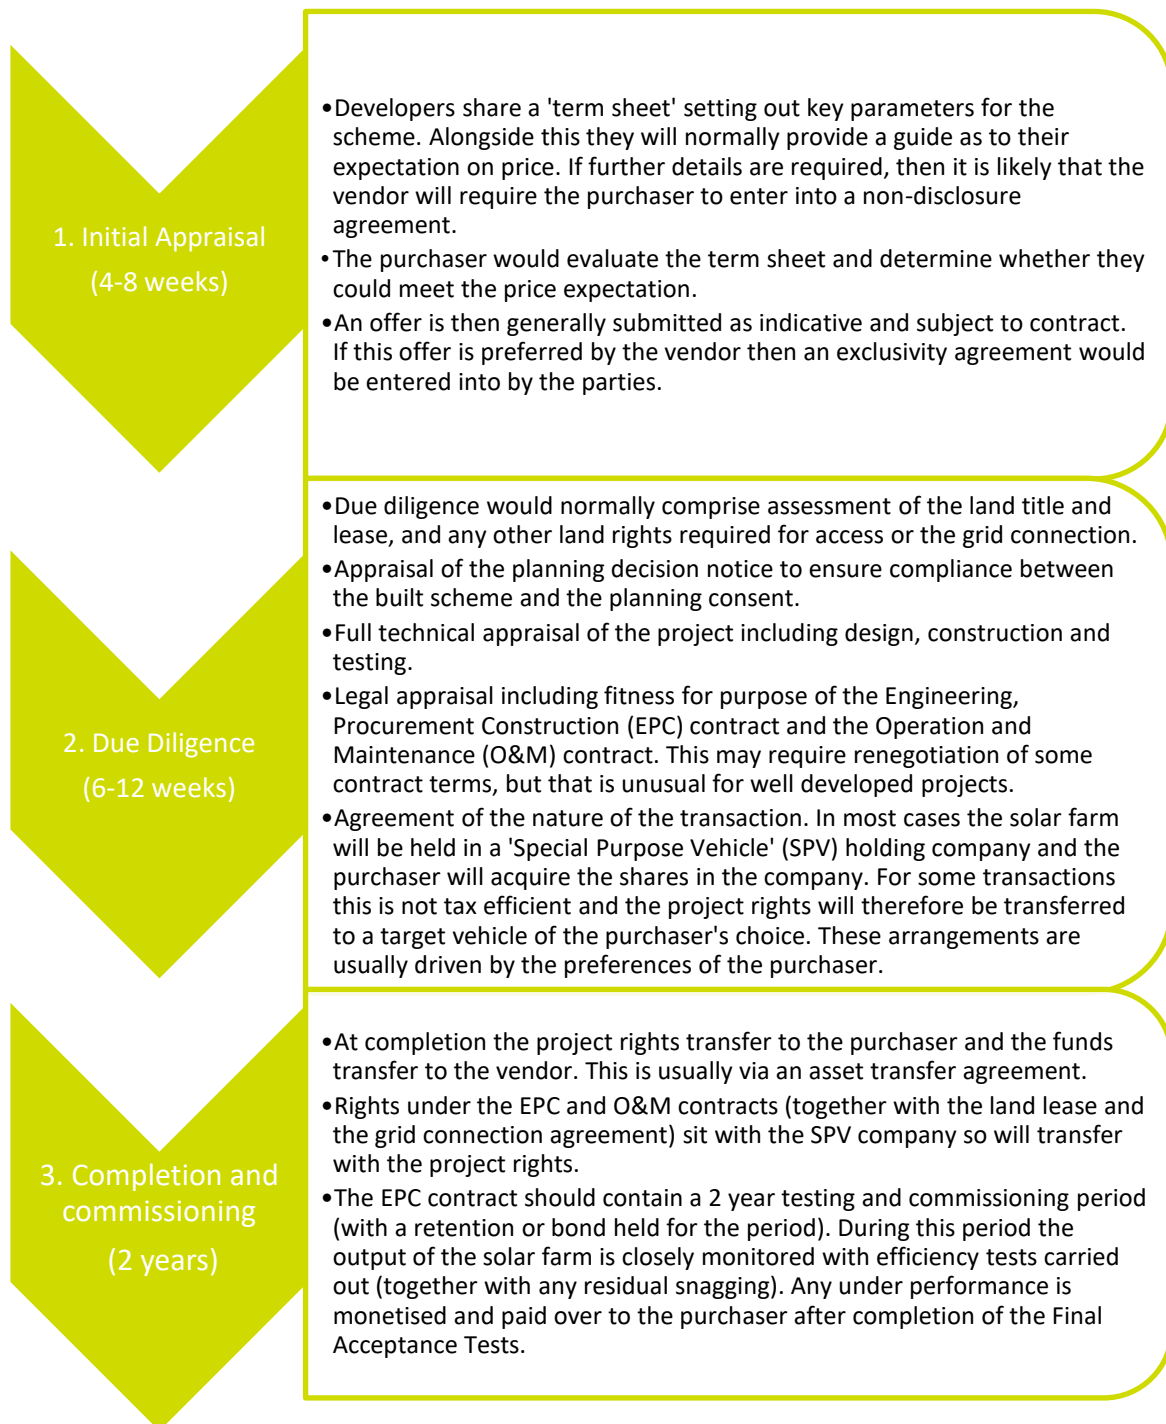 1. Initial Appraisal
(4-8 weeks)
•Developers share a 'term sheet' setting out key parameters for the
scheme. Alongside this they will normally provide a guide as to their
expectation on price. If further details are required, then it is likely that the
vendor will require the purchaser to enter into a non-disclosure
agreement.
•The purchaser would evaluate the term sheet and determine whether they
could meet the price expectation.
•An offer is then generally submitted as indicative and subject to contract.
If this offer is preferred by the vendor then an exclusivity agreement would
be entered into by the parties.
2. Due Diligence
(6-12 weeks)
•Due diligence would normally comprise assessment of the land title and
lease, and any other land rights required for access or the grid connection.
•Appraisal of the planning decision notice to ensure compliance between
the built scheme and the planning consent.
•Full technical appraisal of the project including design, construction and
testing.
•Legal appraisal including fitness for purpose of the Engineering,
Procurement Construction (EPC) contract and the Operation and
Maintenance (O&M) contract. This may require renegotiation of some
contract terms, but that is unusual for well developed projects.
•Agreement of the nature of the transaction. In most cases the solar farm
will be held in a 'Special Purpose Vehicle' (SPV) holding company and the
purchaser will acquire the shares in the company. For some transactions
this is not tax efficient and the project rights will therefore be transferred
to a target vehicle of the purchaser's choice. These arrangements are
usually driven by the preferences of the purchaser.
3. Completion and
commissioning
(2 years)
•At completion the project rights transfer to the purchaser and the funds
transfer to the vendor. This is usually via an asset transfer agreement.
•Rights under the EPC and O&M contracts (together with the land lease and
the grid connection agreement) sit with the SPV company so will transfer
with the project rights.
•The EPC contract should contain a 2 year testing and commissioning period
(with a retention or bond held for the period). During this period the
output of the solar farm is closely monitored with efficiency tests carried
out (together with any residual snagging). Any under performance is
monetised and paid over to the purchaser after completion of the Final
Acceptance Tests.